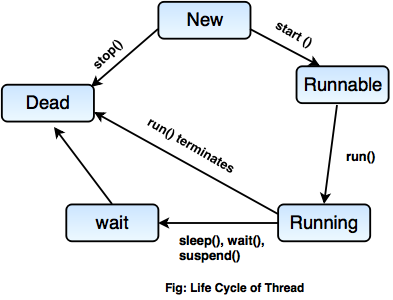 New
start ()
stop()
Runnable
Dead
run() terminates
run()
wait
Running
sleep(), wait(),
suspend()
Fig: Life Cycle of Thread